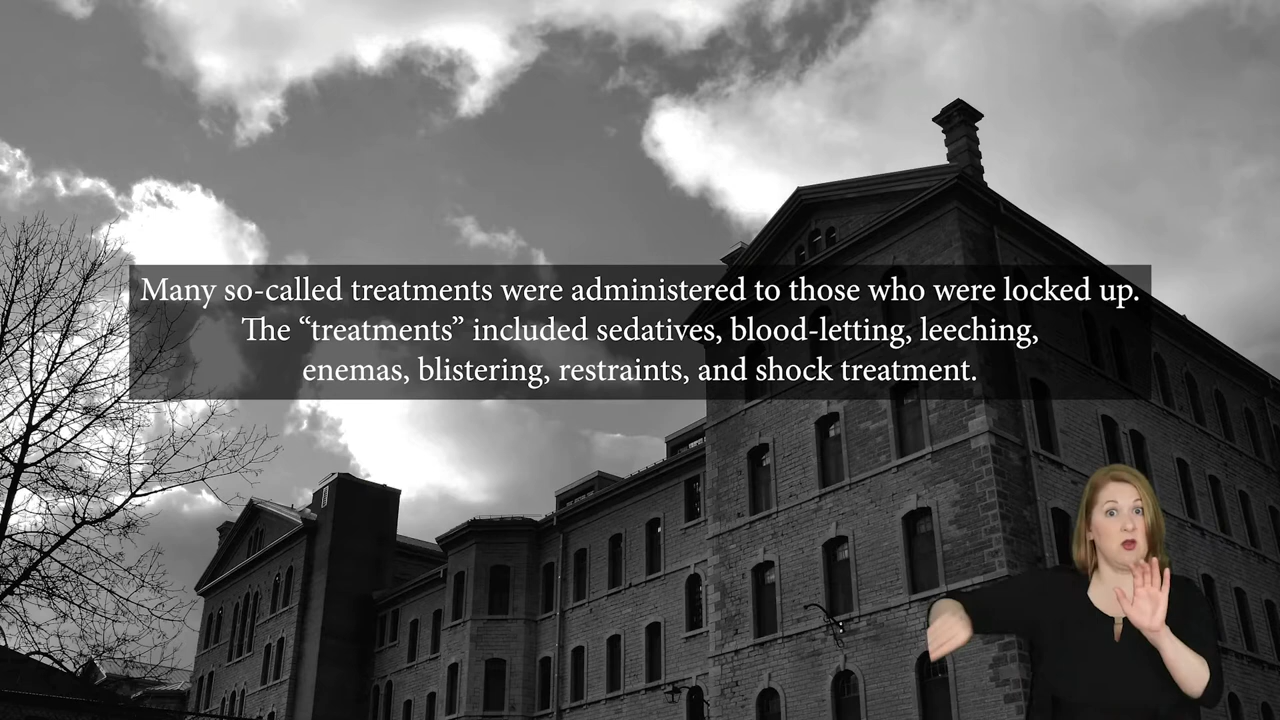 Many so-called treatments were administered to those who were locked up.
The “treatments” included sedatives, blood-letting, leeching,
enemas, blistering, restraints, and shock treatment.